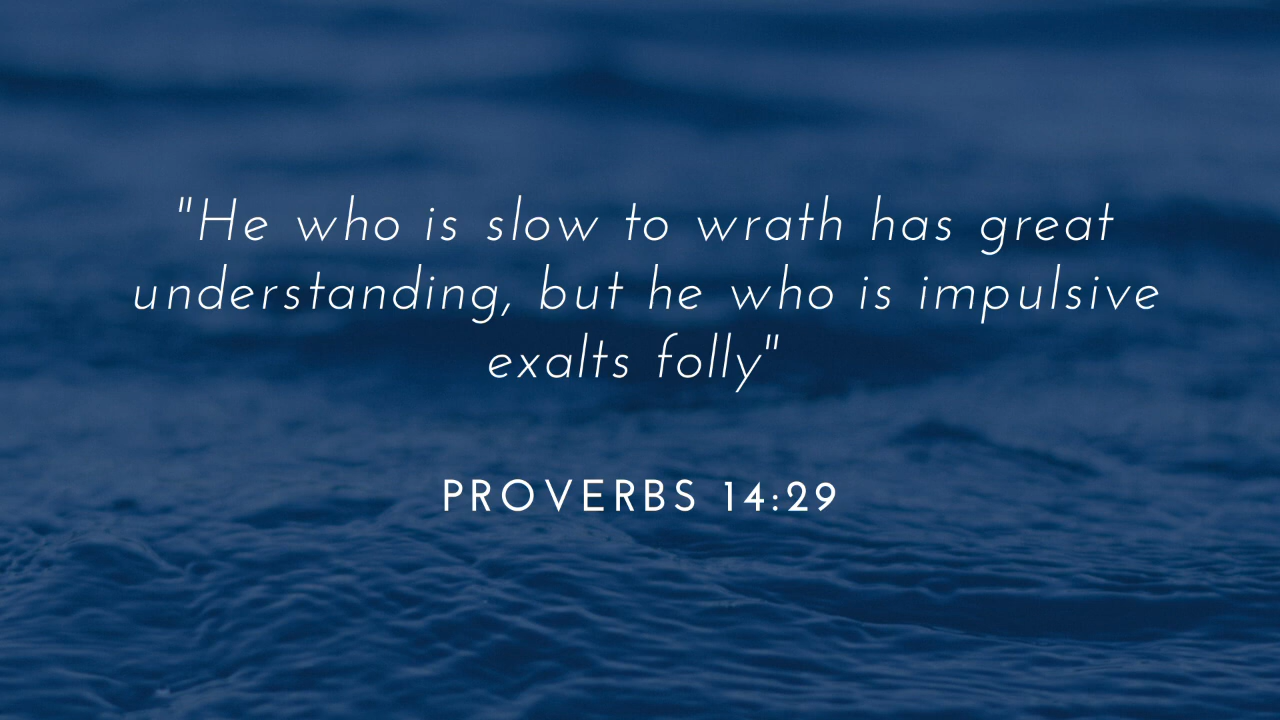 "He who is slow to wrath has great
understanding, but he who is impulsive
exalts folly"
PROVERBS 14:29